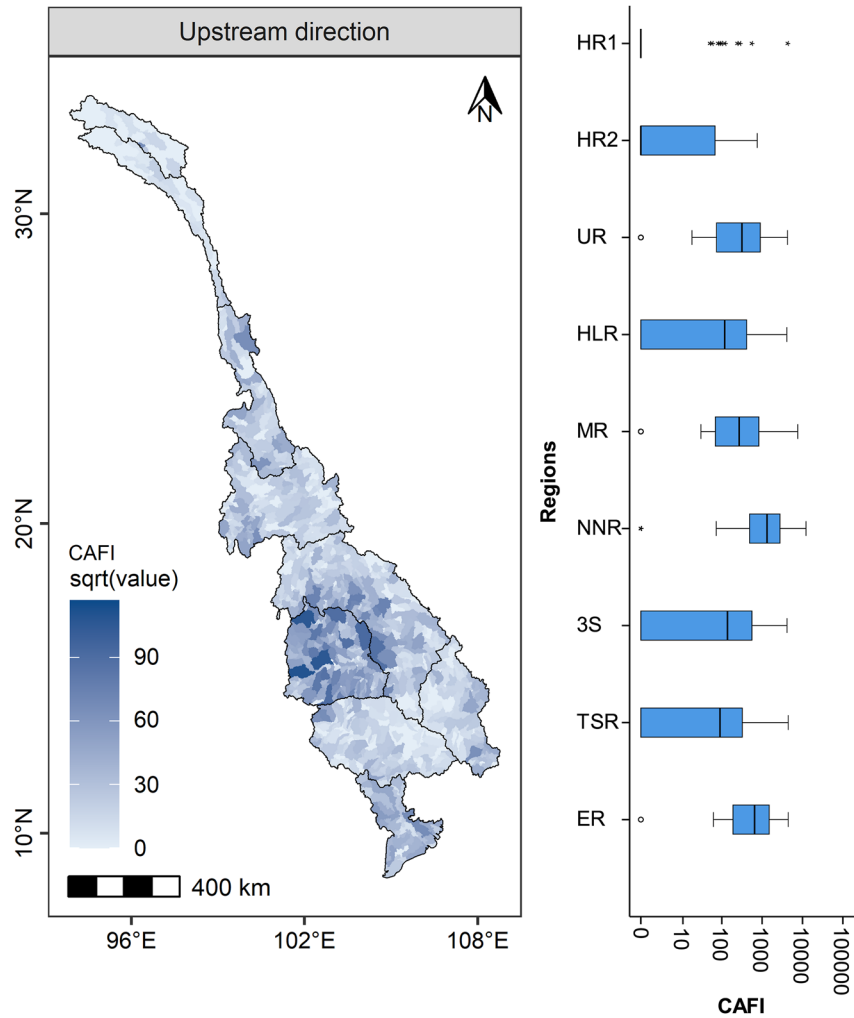 Upstream direction
N
30°N
20°N
10°N
CAFI
sqrt(value)
90
60
30
0
400 km
96°E
102°E
108°E
Regions
HR1
HR2
UR
HLR
MR
NNR
3S
TSR
ER
0
10
100
1000
10000
100000
CAFI